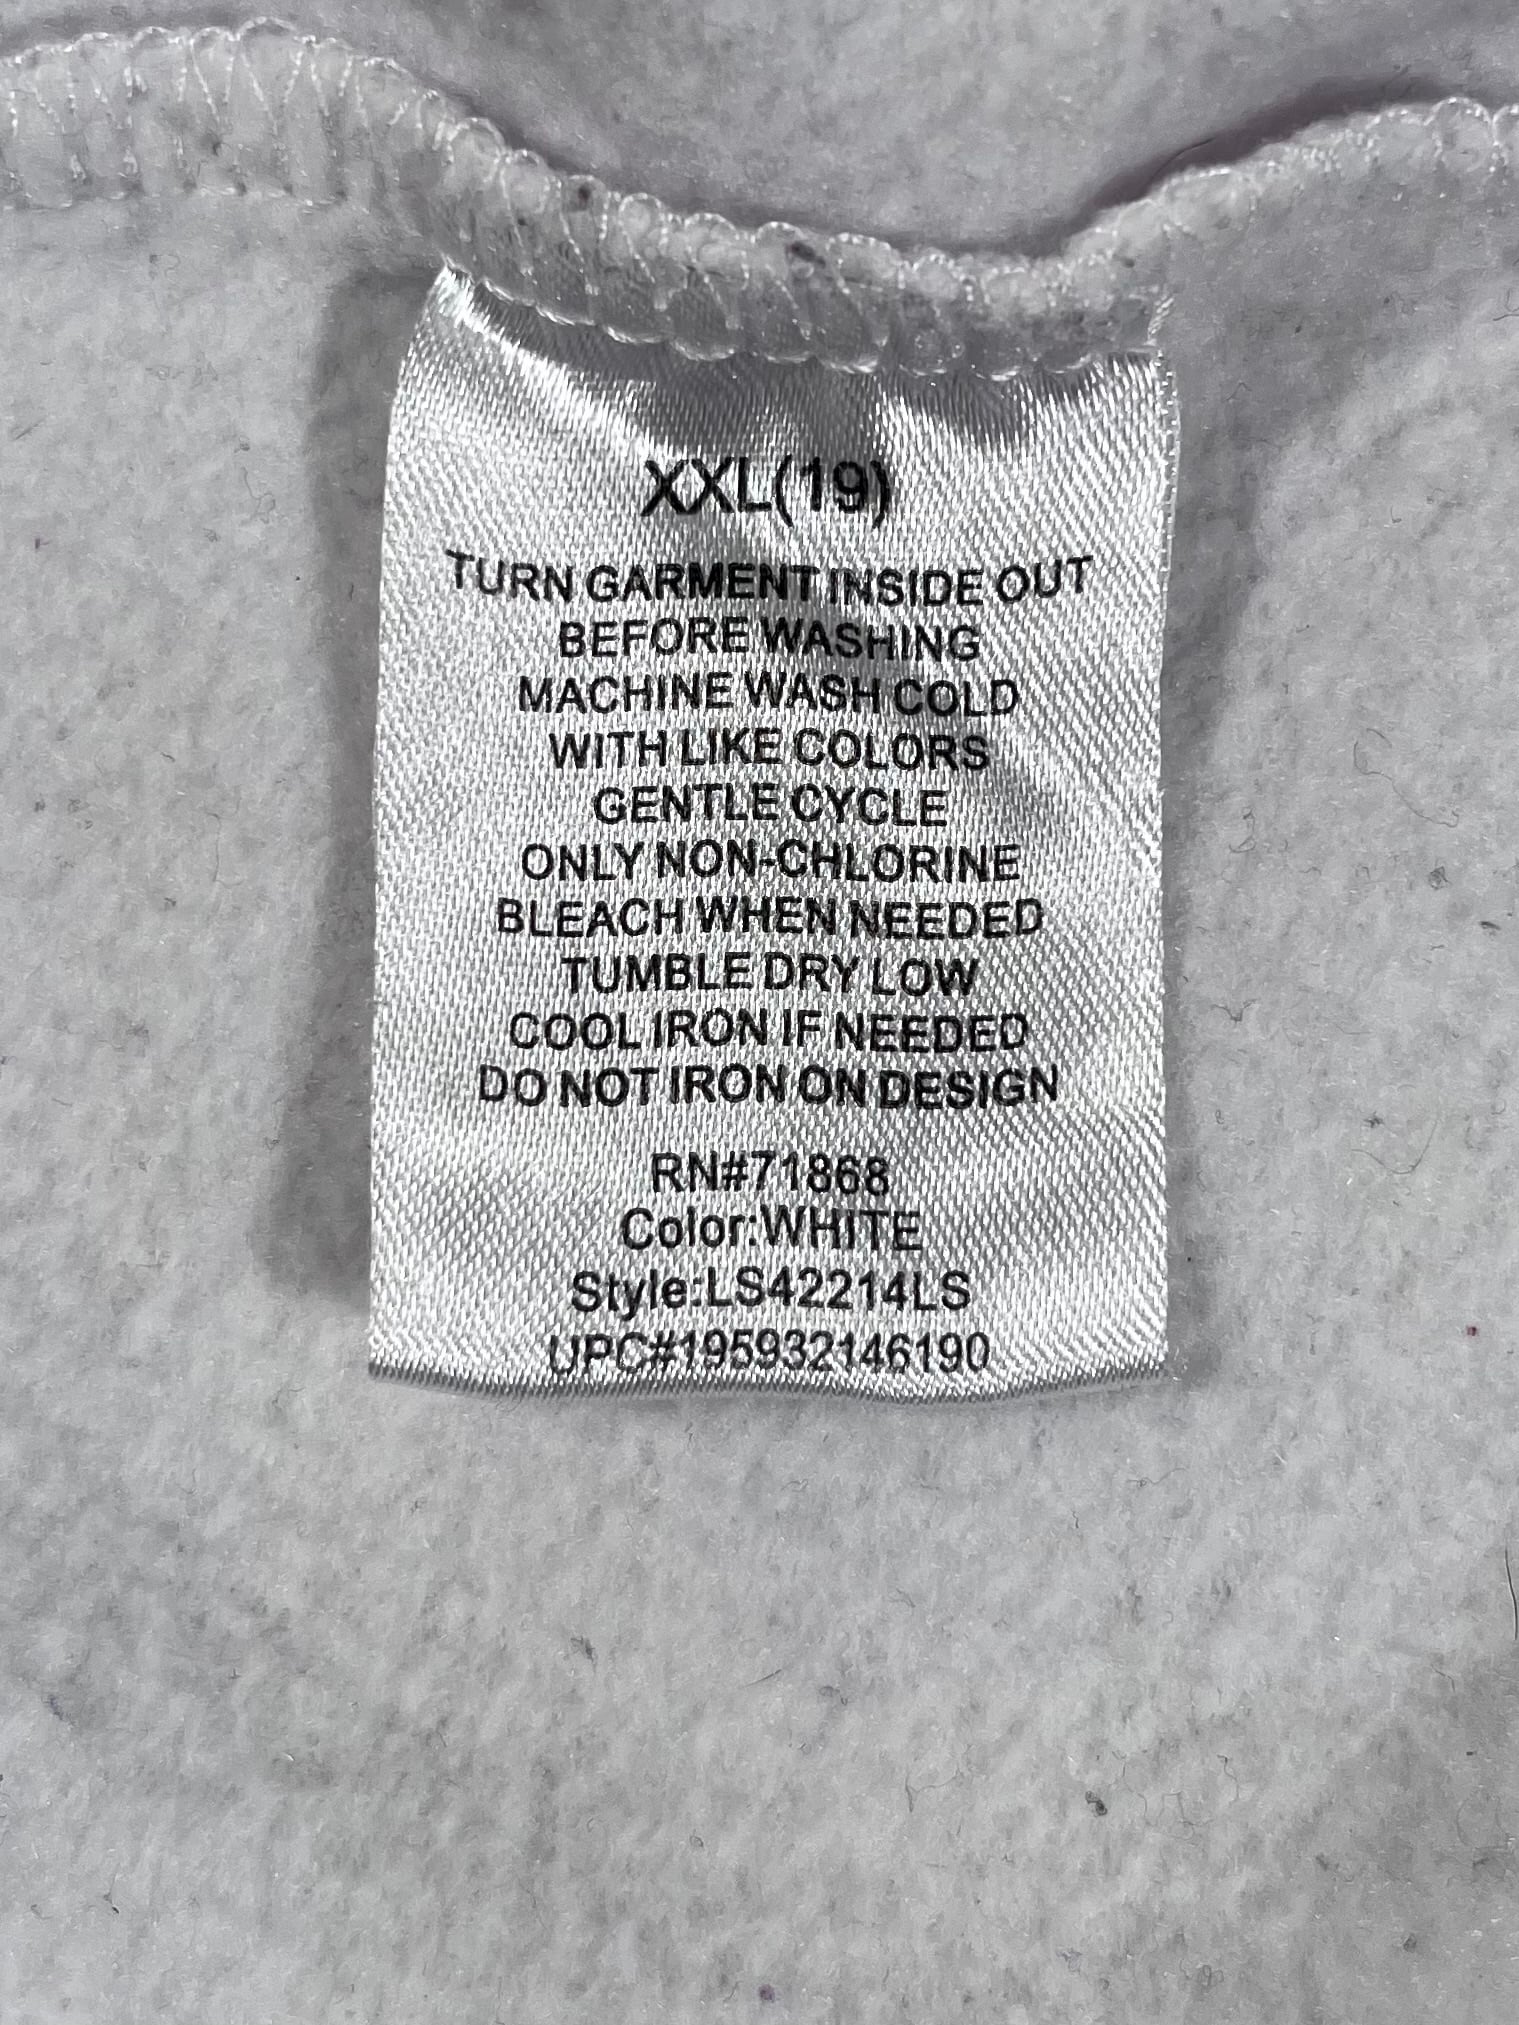 XXL(19)
TURN GARMENT INSIDE OUT
BEFORE WASHING
MACHINE WASH COLD
WITH LIKE COLORS
GENTLE CYCLE
ONLY NON-CHLORINE
BLEACH WHEN NEEDED
TUMBLE DRY LOW
COOL IRON IF NEEDED
DO NOT IRON ON DESIGN
RN#71868
Color:WHITE
Style:LS42214LS
UPC#195932146190